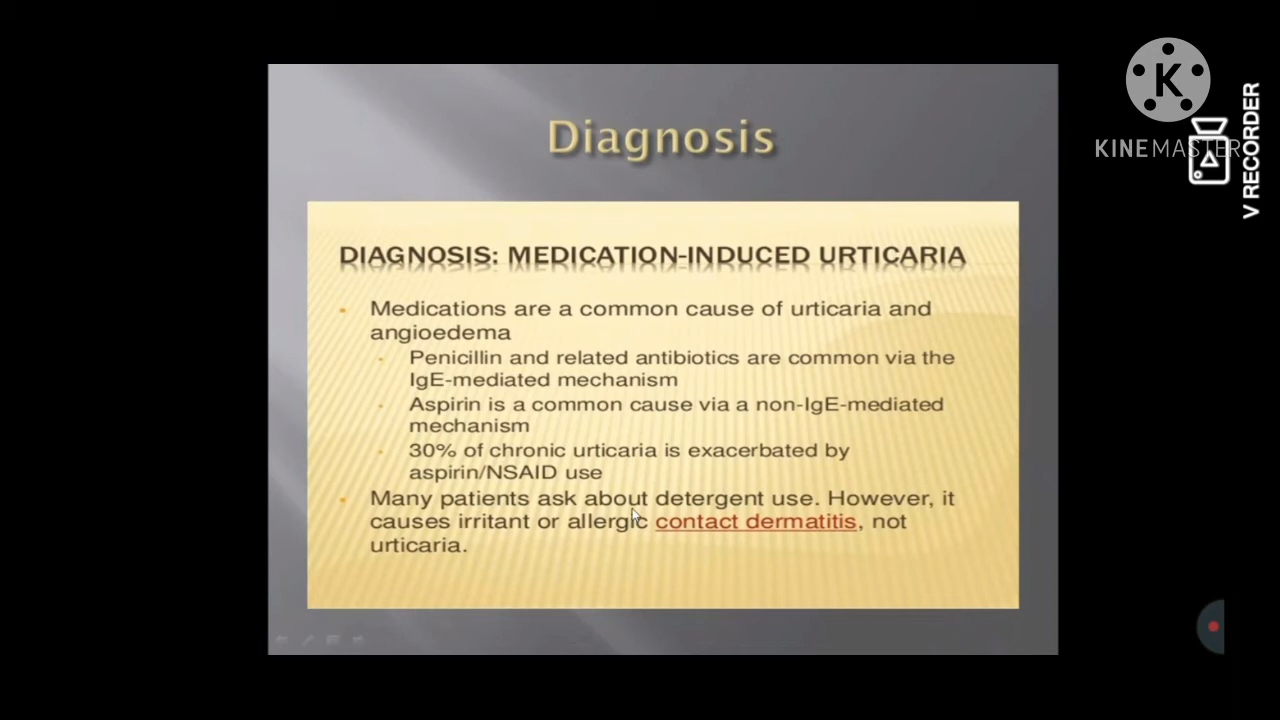 Diagnosis
DIAGNOSIS: MEDICATION-INDUCED URTICARIA
Medications are a common cause of urticaria and
angioedema
Penicillin and related antibiotics are common via the
IgE-mediated mechanism
Aspirin is a common cause via a non-IgE-mediated
mechanism
30% of chronic urticaria is exacerbated by
aspirin/NSAID use
Many patients ask about detergent use. However, it
causes irritant or allergic contact dermatitis, not
urticaria.
K
KINEMASTER
V RECORDER